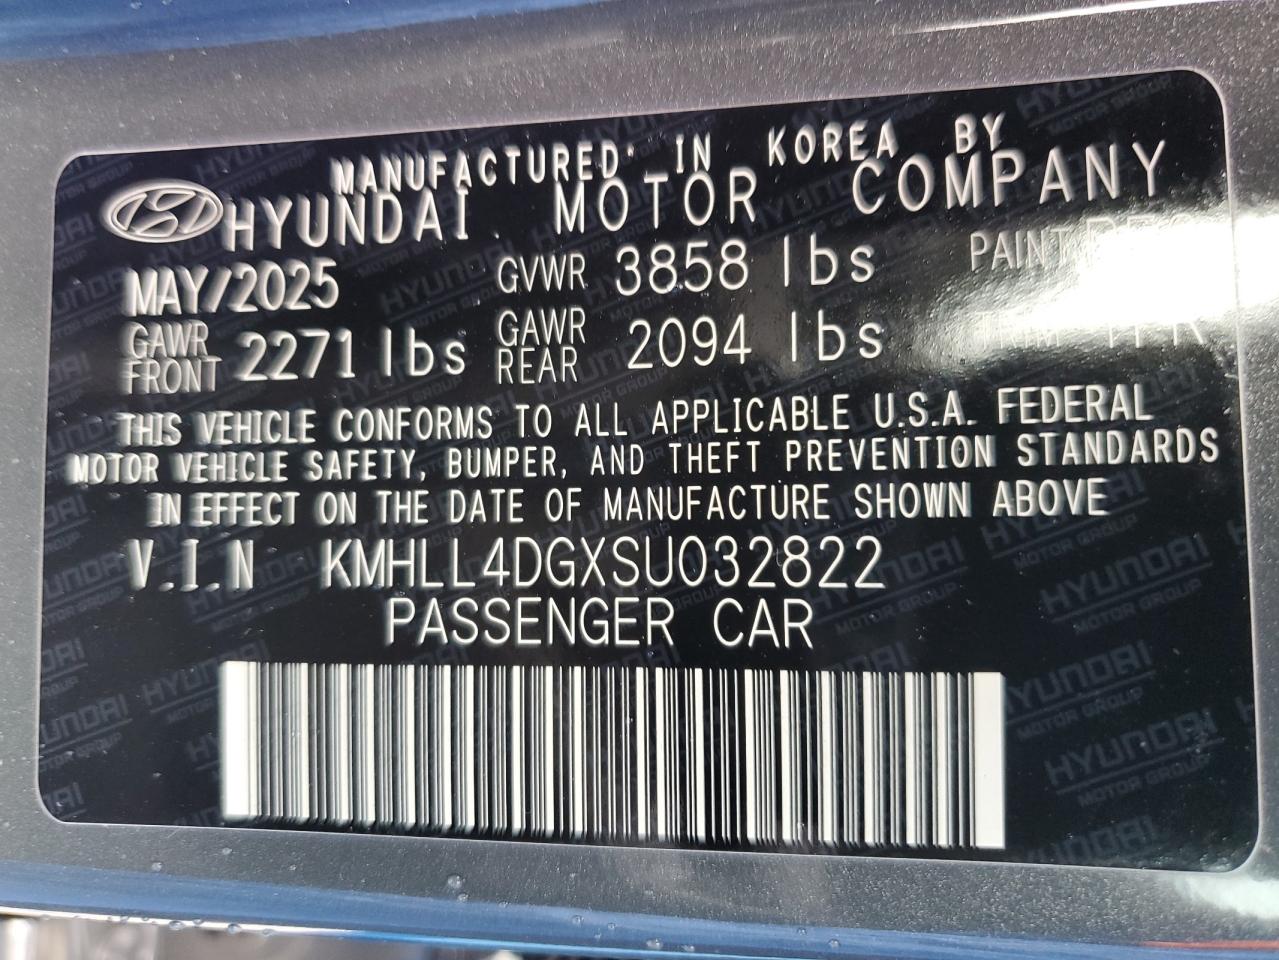 MANUFACTURED IN KOREA BY
HYUNDAI MOTOR COMPANY
MAY/2025 GVWR 3858 lbs PAINT
GAWR FRONT 2271 lbs GAWR REAR 2094 lbs TRIM
THIS VEHICLE CONFORMS TO ALL APPLICABLE U.S.A. FEDERAL
MOTOR VEHICLE SAFETY, BUMPER, AND THEFT PREVENTION STANDARDS
IN EFFECT ON THE DATE OF MANUFACTURE SHOWN ABOVE
V.I.N KMHLL4DGXSU032822
PASSENGER CAR